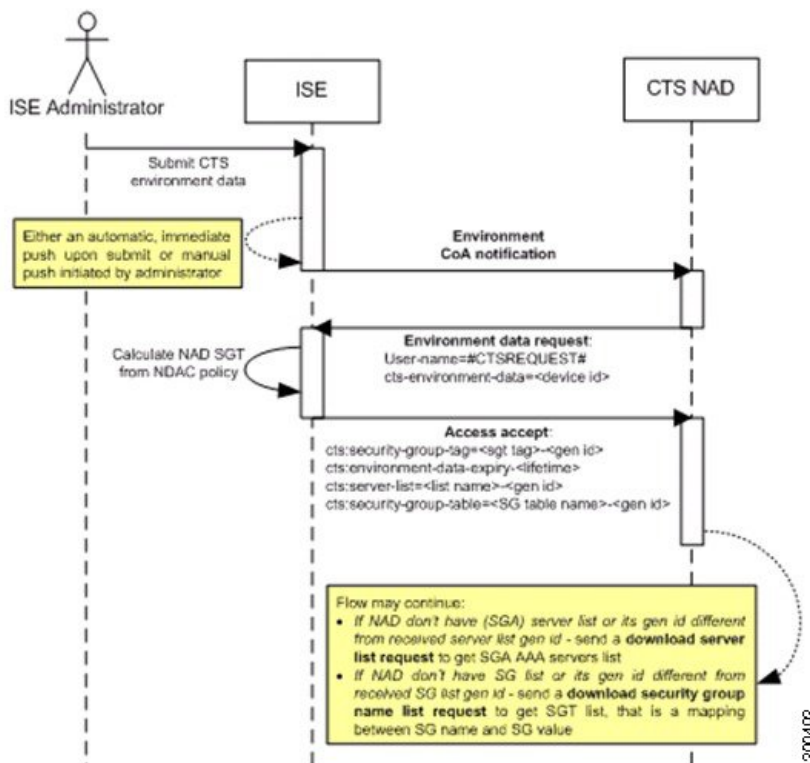 ISE Administrator
ISE
CTS NAD
Submit CTS
environment data
Either an automatic, immediate
push upon submit or manual
push initiated by administrator
Environment
CoA notification
Calculate NAD SGT
from NDAC policy
Environment data request:
User-name=#CTSREQUEST#
cts-environment-data=<device id>
Access accept:
cts:security-group-tag=<sgt tag>-<gen id>
cts:environment-data-expiry-<lifetime>
cts:server-list=<list name>-<gen id>
cts:security-group-table=<SG table name>-<gen id>
Flow may continue:
• If NAD don't have (SGA) server list or its gen id different
from received server list gen id - send a download server
list request to get SGA AAA servers list
• If NAD don't have SG list or its gen id different from
received SG list gen id - send a download security group
name list request to get SGT list, that is a mapping
between SG name and SG value
300403